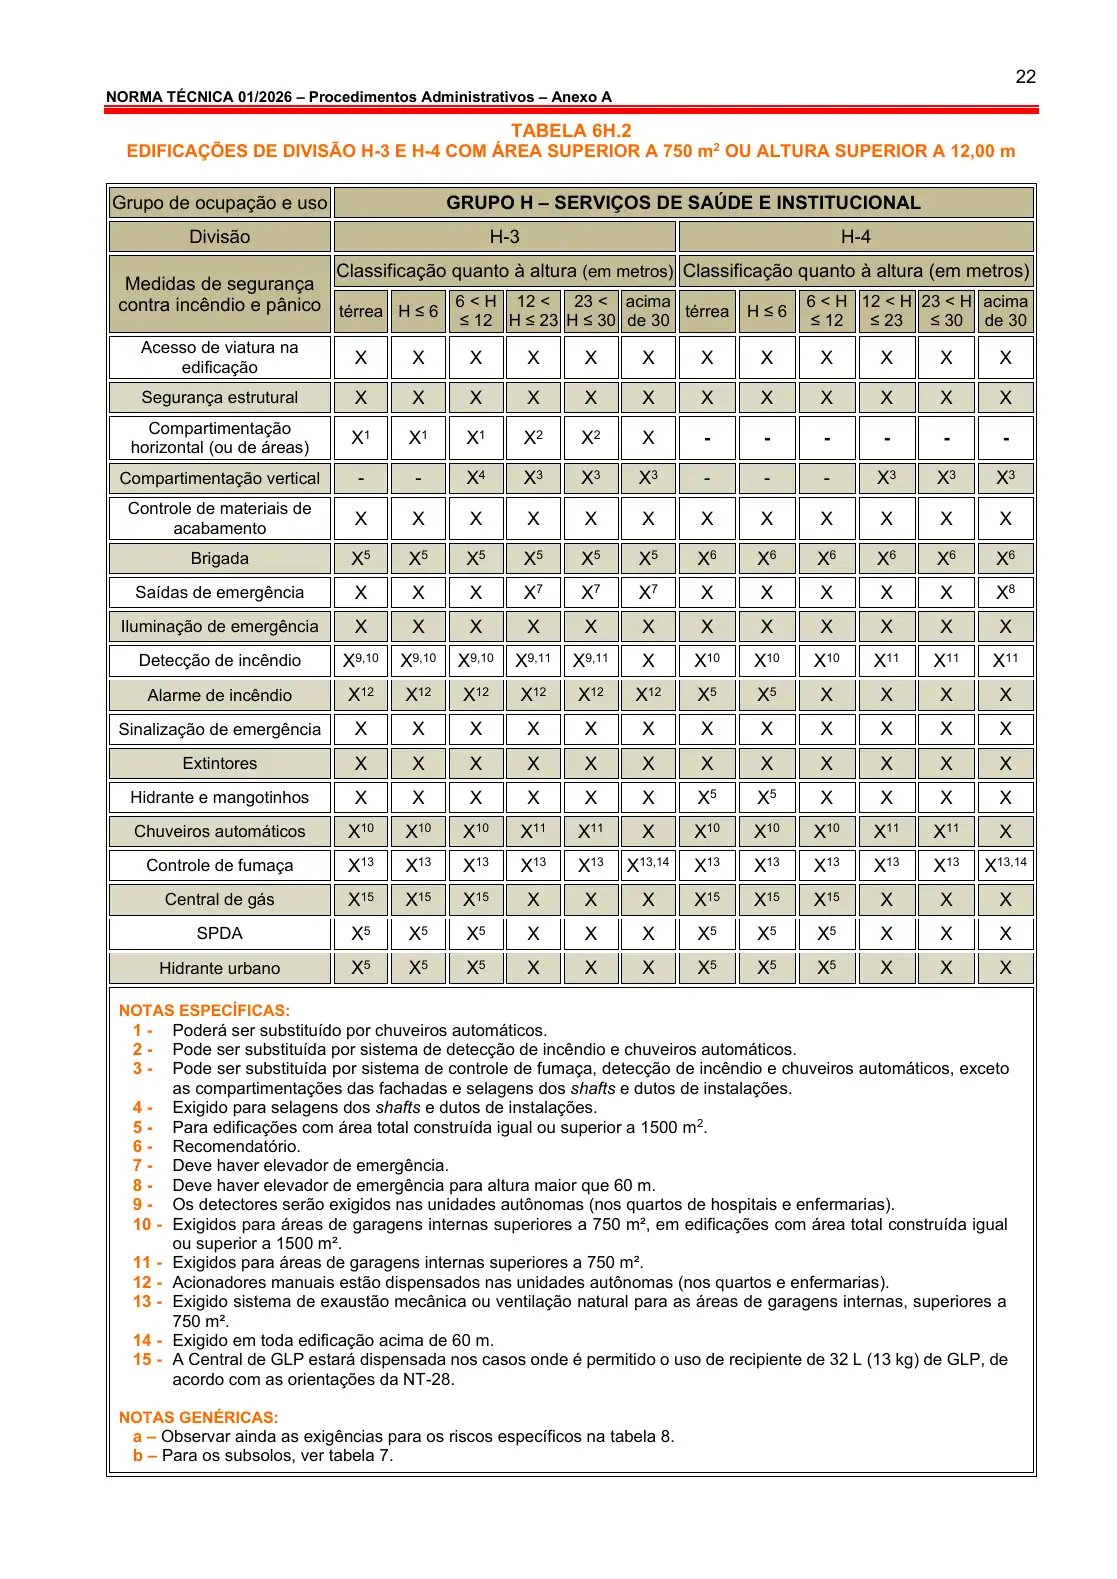 22
NORMA TÉCNICA 01/2026 – Procedimentos Administrativos – Anexo A
TABELA 6H.2
EDIFICAÇÕES DE DIVISÃO H-3 E H-4 COM ÁREA SUPERIOR A 750 m² OU ALTURA SUPERIOR A 12,00 m
Grupo de ocupação e uso GRUPO H – SERVIÇOS DE SAÚDE E INSTITUCIONAL
Divisão H-3 H-4
Medidas de segurança contra incêndio e pânico Classificação quanto à altura (em metros) Classificação quanto à altura (em metros)
térrea H ≤ 6 6 < H ≤ 12 12 < H ≤ 23 23 < H ≤ 30 acima de 30 térrea H ≤ 6 6 < H ≤ 12 12 < H ≤ 23 23 < H ≤ 30 acima de 30
Acesso de viatura na edificação X X X X X X X X X X X X
Segurança estrutural X X X X X X X X X X X X
Compartimentação horizontal (ou de áreas) X1 X1 X1 X2 X2 X - - - - - -
Compartimentação vertical - - X4 X3 X3 X3 - - - X3 X3 X3
Controle de materiais de acabamento X X X X X X X X X X X X
Brigada X5 X5 X5 X5 X5 X5 X6 X6 X6 X6 X6 X6
Saídas de emergência X X X X7 X7 X7 X X X X X X8
Iluminação de emergência X X X X X X X X X X X X
Detecção de incêndio X9,10 X9,10 X9,10 X9,11 X9,11 X X10 X10 X10 X11 X11 X11
Alarme de incêndio X12 X12 X12 X12 X12 X12 X5 X5 X X X X
Sinalização de emergência X X X X X X X X X X X X
Extintores X X X X X X X X X X X X
Hidrante e mangotinhos X X X X X X X5 X5 X X X X
Chuveiros automáticos X10 X10 X10 X11 X11 X X10 X10 X10 X11 X11 X
Controle de fumaça X13 X13 X13 X13 X13 X13,14 X13 X13 X13 X13 X13 X13,14
Central de gás X15 X15 X15 X X X X15 X15 X15 X X X
SPDA X5 X5 X5 X X X X5 X5 X5 X X X
Hidrante urbano X5 X5 X5 X X X X5 X5 X5 X X X
NOTAS ESPECÍFICAS:
1 - Poderá ser substituído por chuveiros automáticos.
2 - Pode ser substituída por sistema de detecção de incêndio e chuveiros automáticos.
3 - Pode ser substituída por sistema de controle de fumaça, detecção de incêndio e chuveiros automáticos, exceto
as compartimentações das fachadas e selagens dos shafts e dutos de instalações.
4 - Exigido para selagens dos shafts e dutos de instalações.
5 - Para edificações com área total construída igual ou superior a 1500 m².
6 - Recomendatório.
7 - Deve haver elevador de emergência.
8 - Deve haver elevador de emergência para altura maior que 60 m.
9 - Os detectores serão exigidos nas unidades autônomas (nos quartos de hospitais e enfermarias).
10 - Exigidos para áreas de garagens internas superiores a 750 m², em edificações com área total construída igual
ou superior a 1500 m².
11 - Exigidos para áreas de garagens internas superiores a 750 m².
12 - Acionadores manuais estão dispensados nas unidades autônomas (nos quartos e enfermarias).
13 - Exigido sistema de exaustão mecânica ou ventilação natural para as áreas de garagens internas, superiores a
750 m².
14 - Exigido em toda edificação acima de 60 m.
15 - A Central de GLP estará dispensada nos casos onde é permitido o uso de recipiente de 32 L (13 kg) de GLP, de
acordo com as orientações da NT-28.
NOTAS GENÉRICAS:
a – Observar ainda as exigências para os riscos específicos na tabela 8.
b – Para os subsolos, ver tabela 7.